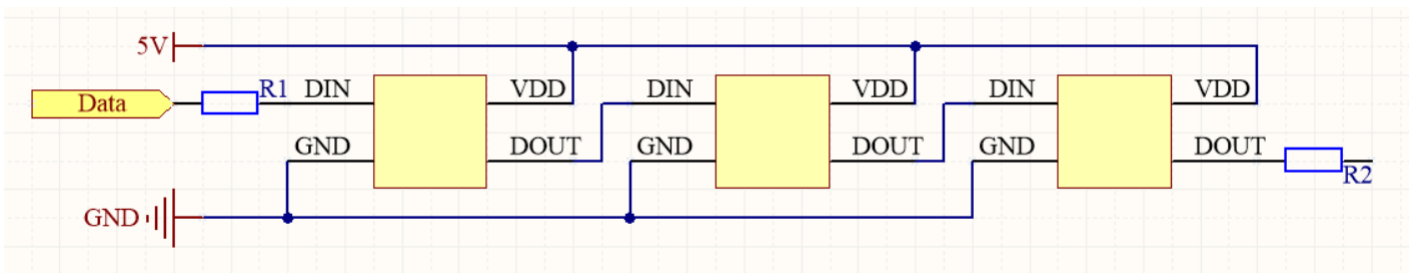 5V
Data R1 DIN VDD DIN VDD DIN VDD
GND DOUT GND DOUT GND DOUT R2
GND